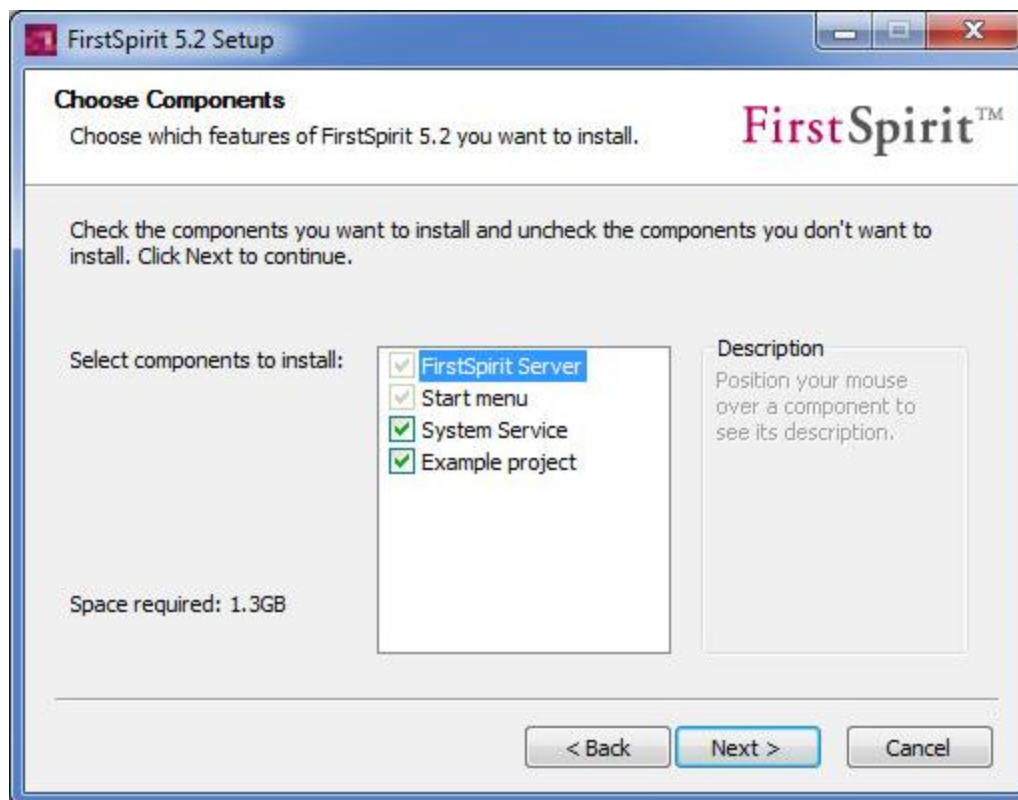 FirstSpirit 5.2 Setup
Choose Components
Choose which features of FirstSpirit 5.2 you want to install.
FirstSpirit™
Check the components you want to install and uncheck the components you don't want to
install. Click Next to continue.
Select components to install:
FirstSpirit Server
Start menu
System Service
Example project
Description
Position your mouse
over a component to
see its description.
Space required: 1.3GB
< Back
Next >
Cancel